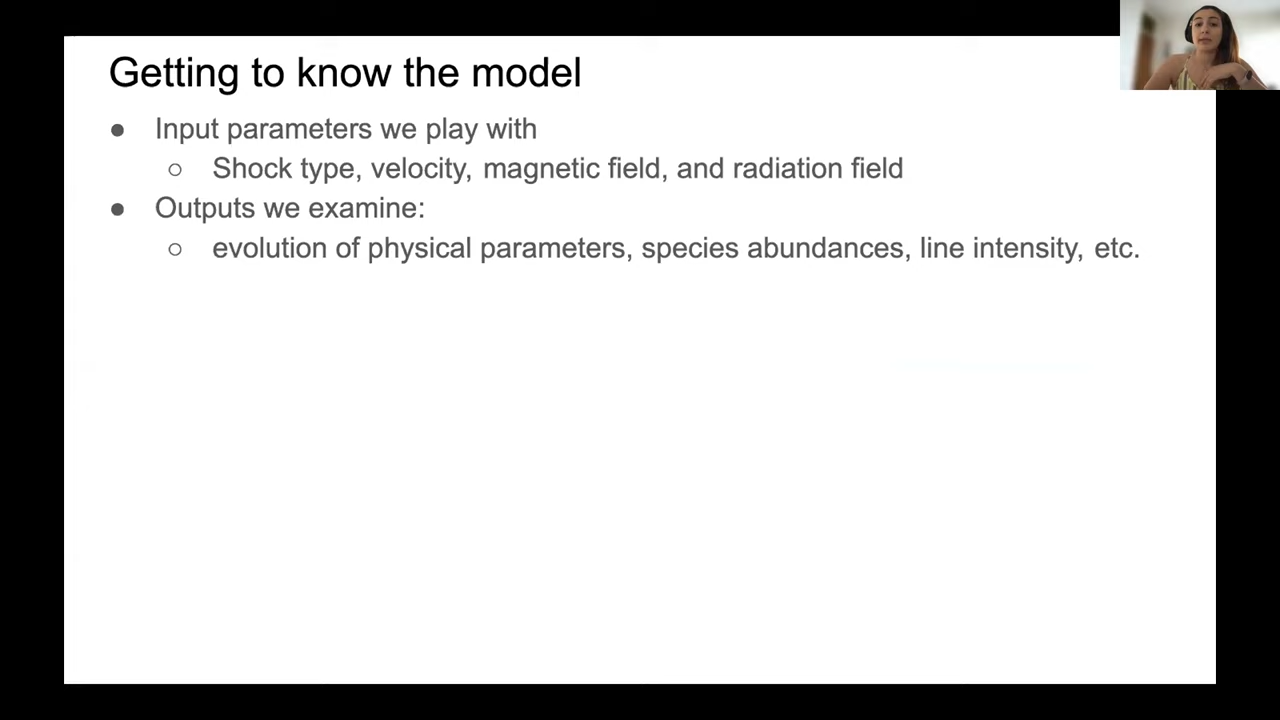 Getting to know the model
● Input parameters we play with
○ Shock type, velocity, magnetic field, and radiation field
● Outputs we examine:
○ evolution of physical parameters, species abundances, line intensity, etc.